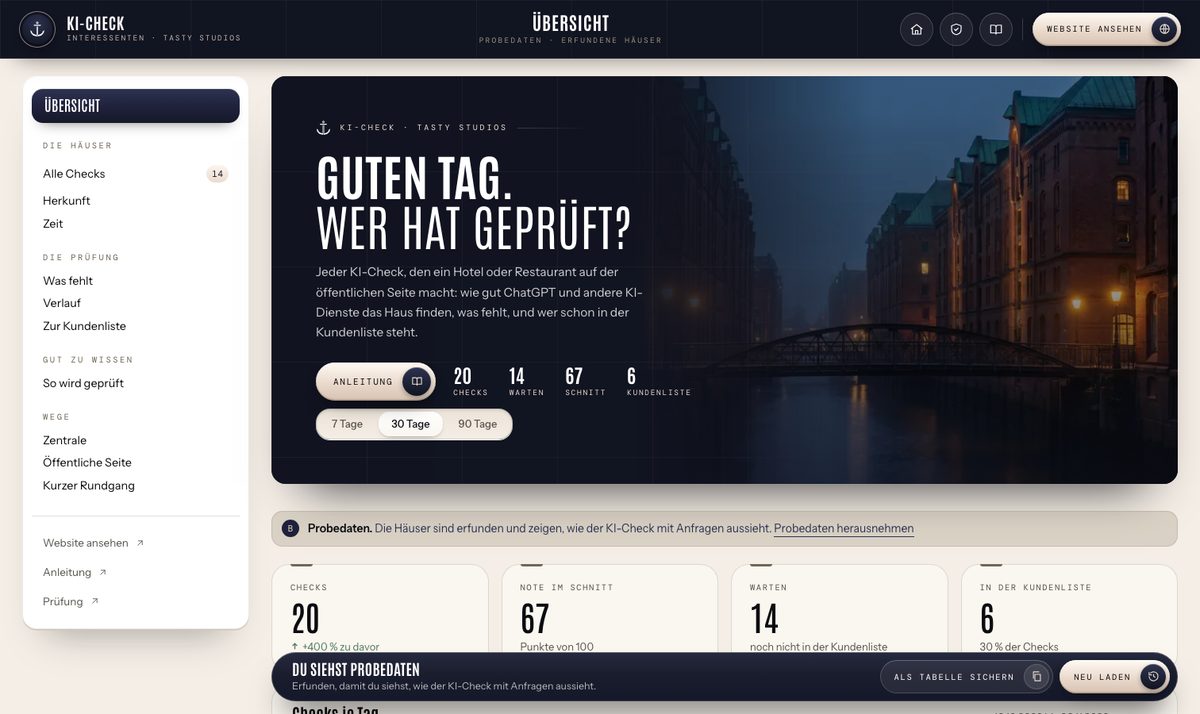 KI-CHECK
INTERESSENTEN · TASTY STUDIOS
ÜBERSICHT
PROBEDATEN · ERFUNDENE HÄUSER
WEBSITE ANSEHEN
ÜBERSICHT
DIE HÄUSER
Alle Checks 14
Herkunft
Zeit
DIE PRÜFUNG
Was fehlt
Verlauf
Zur Kundenliste
GUT ZU WISSEN
So wird geprüft
WEGE
Zentrale
Öffentliche Seite
Kurzer Rundgang
Website ansehen
Anleitung
Prüfung
KI-CHECK · TASTY STUDIOS
GUTEN TAG.
WER HAT GEPRÜFT?
Jeder KI-Check, den ein Hotel oder Restaurant auf der
öffentlichen Seite macht: wie gut ChatGPT und andere KI-
Dienste das Haus finden, was fehlt, und wer schon in der
Kundenliste steht.
ANLEITUNG
20 CHECKS
14 WARTEN
67 SCHNITT
6 KUNDENLISTE
7 Tage 30 Tage 90 Tage
B Probedaten. Die Häuser sind erfunden und zeigen, wie der KI-Check mit Anfragen aussieht. Probedaten herausnehmen
CHECKS
20
↑ +400 % zu davor
NOTE IM SCHNITT
67
Punkte von 100
WARTEN
14
noch nicht in der Kundenliste
IN DER KUNDENLISTE
6
30 % der Checks
DU SIEHST PROBEDATEN
Erfunden, damit du siehst, wie der KI-Check mit Anfragen aussieht.
ALS TABELLE SICHERN
NEU LADEN
Checks je Tag